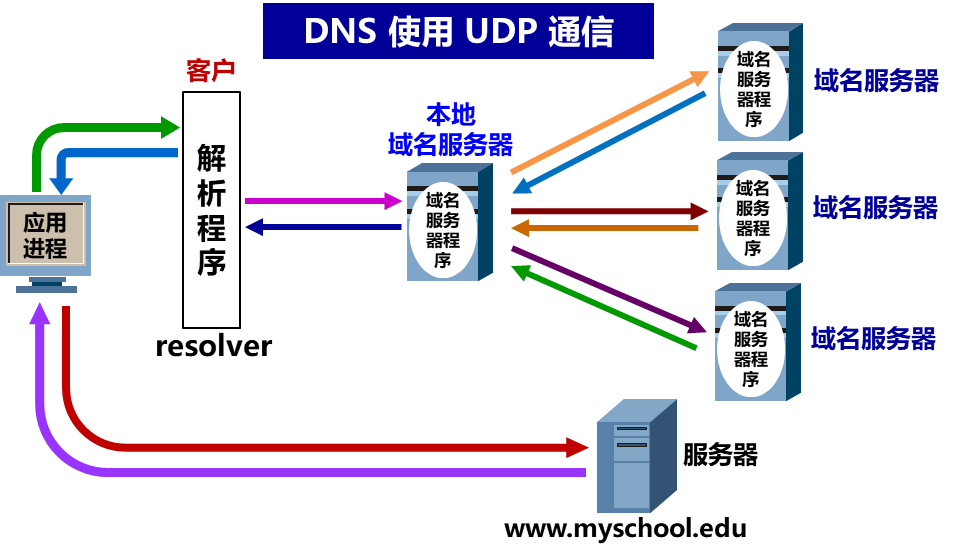 DNS 使用 UDP 通信
客户
解
析
程
序
resolver
应用
进程
本地
域名服务器
域名
服务
器程
序
域名
服务
器程
序
域名服务器
域名
服务
器程
序
域名服务器
域名
服务
器程
序
域名服务器
服务器
www.myschool.edu